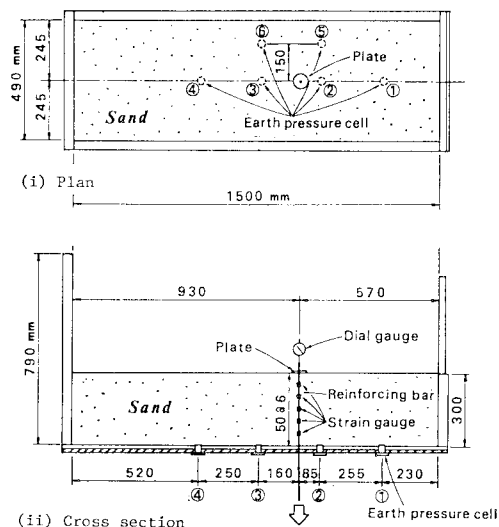 ⑥ ⑤
490 mm
245
245
150
Plate
④ ③ ② ①
Sand
Earth pressure cell
(i) Plan
1500 mm
930 570
790 mm
Dial gauge
Plate
Reinforcing bar
Sand
50a6
Strain gauge
300
520 250 160 85 255 230
④ ③ ② ①
Earth pressure cell
(ii) Cross section